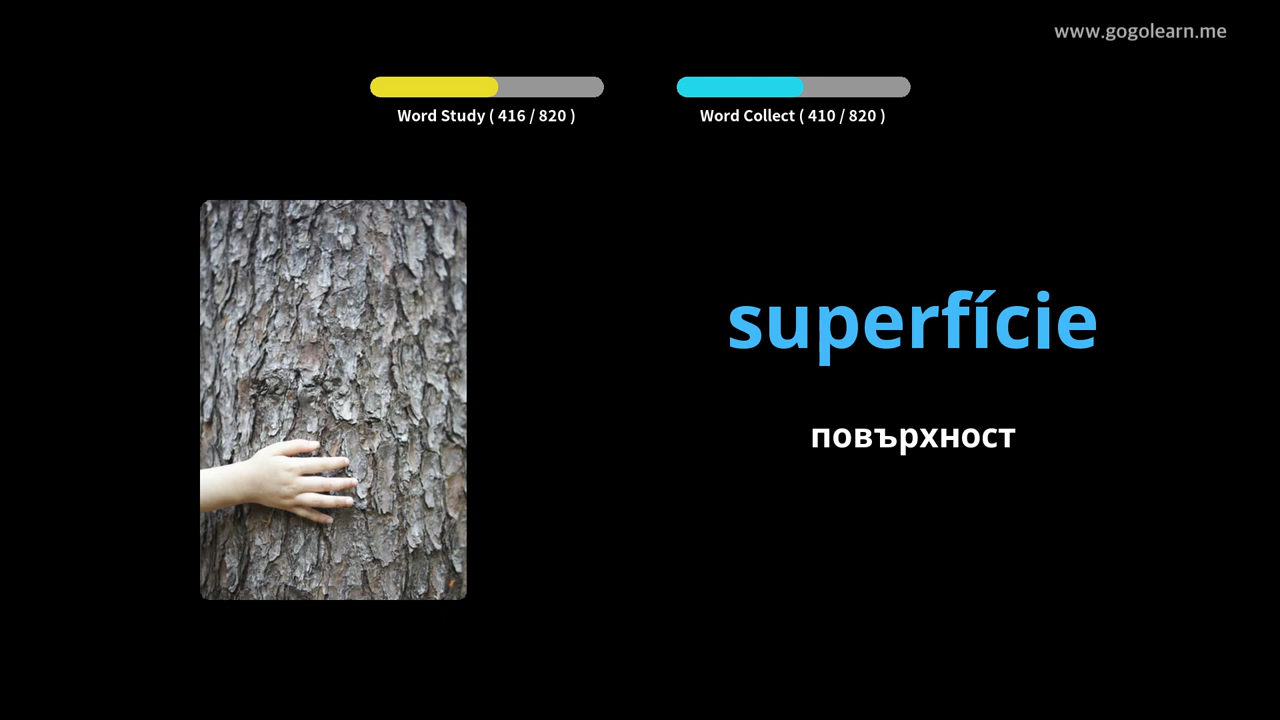 www.gogolearn.me
Word Study ( 416 / 820 )
Word Collect ( 410 / 820 )
superfície
повърхност